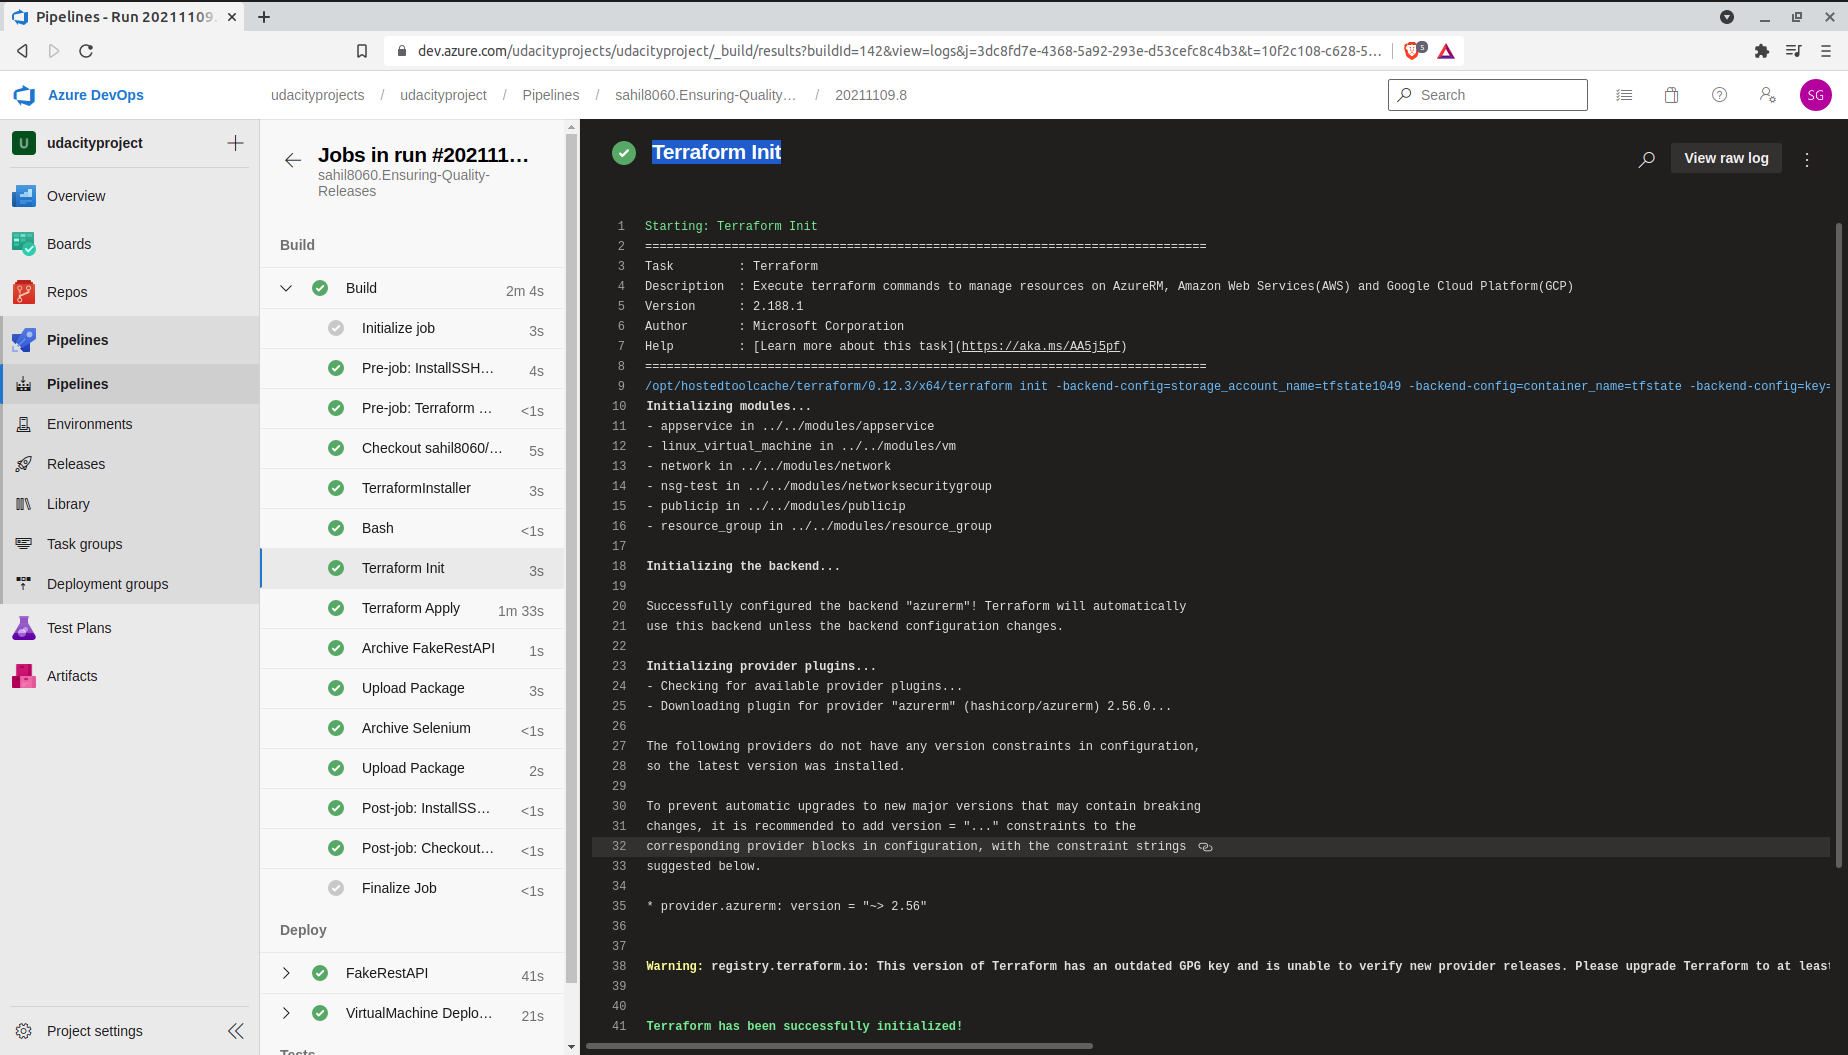 Pipelines - Run 20211109.
dev.azure.com/udacityprojects/udacityproject/_build/results?buildId=142&view=logs&j=3dc8fd7e-4368-5a92-293e-d53cefc8c4b3&t=10f2c108-c628-5...
5
Azure DevOps
udacityprojects / udacityproject / Pipelines / sahil8060.Ensuring-Quality... / 20211109.8
Search
SG
U udacityproject
Overview
Boards
Repos
Pipelines
Pipelines
Environments
Releases
Library
Task groups
Deployment groups
Test Plans
Artifacts
Project settings
Jobs in run #202111...
sahil8060.Ensuring-Quality-
Releases
Build
Build 2m 4s
Initialize job 3s
Pre-job: InstallSSH... 4s
Pre-job: Terraform ... <1s
Checkout sahil8060/... 5s
TerraformInstaller 3s
Bash <1s
Terraform Init 3s
Terraform Apply 1m 33s
Archive FakeRestAPI 1s
Upload Package 3s
Archive Selenium <1s
Upload Package 2s
Post-job: InstallSS... <1s
Post-job: Checkout... <1s
Finalize Job <1s
Deploy
FakeRestAPI 41s
VirtualMachine Deplo... 21s
Tests
Terraform Init
View raw log
1 Starting: Terraform Init
2 ==============================================================================
3 Task         : Terraform
4 Description  : Execute terraform commands to manage resources on AzureRM, Amazon Web Services(AWS) and Google Cloud Platform(GCP)
5 Version      : 2.188.1
6 Author       : Microsoft Corporation
7 Help         : [Learn more about this task](https://aka.ms/AA5j5pf)
8 ==============================================================================
9 /opt/hostedtoolcache/terraform/0.12.3/x64/terraform init -backend-config=storage_account_name=tfstate1049 -backend-config=container_name=tfstate -backend-config=key=
10 Initializing modules...
11 - appservice in ../../modules/appservice
12 - linux_virtual_machine in ../../modules/vm
13 - network in ../../modules/network
14 - nsg-test in ../../modules/networksecuritygroup
15 - publicip in ../../modules/publicip
16 - resource_group in ../../modules/resource_group
17
18 Initializing the backend...
19
20 Successfully configured the backend "azurerm"! Terraform will automatically
21 use this backend unless the backend configuration changes.
22
23 Initializing provider plugins...
24 - Checking for available provider plugins...
25 - Downloading plugin for provider "azurerm" (hashicorp/azurerm) 2.56.0...
26
27 The following providers do not have any version constraints in configuration,
28 so the latest version was installed.
29
30 To prevent automatic upgrades to new major versions that may contain breaking
31 changes, it is recommended to add version = "..." constraints to the
32 corresponding provider blocks in configuration, with the constraint strings
33 suggested below.
34
35 * provider.azurerm: version = "~> 2.56"
36
37
38 Warning: registry.terraform.io: This version of Terraform has an outdated GPG key and is unable to verify new provider releases. Please upgrade Terraform to at least
39
40
41 Terraform has been successfully initialized!